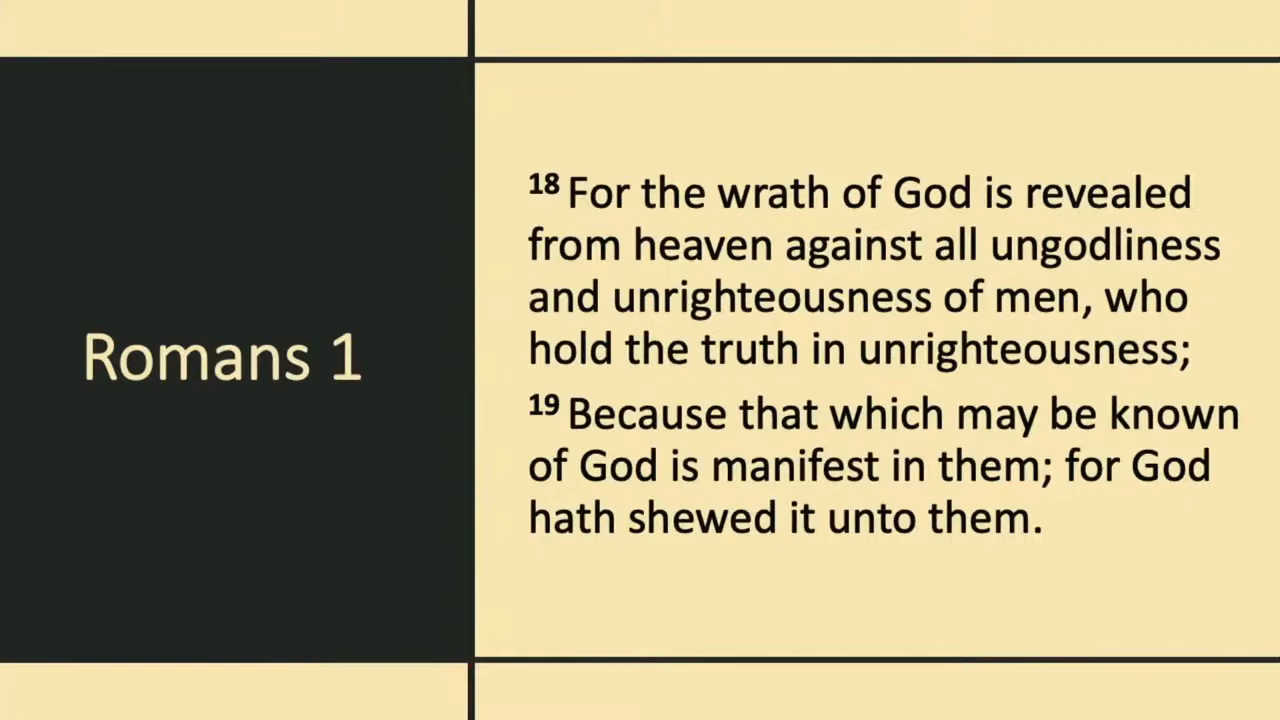 Romans 1
18 For the wrath of God is revealed
from heaven against all ungodliness
and unrighteousness of men, who
hold the truth in unrighteousness;
19 Because that which may be known
of God is manifest in them; for God
hath shewed it unto them.